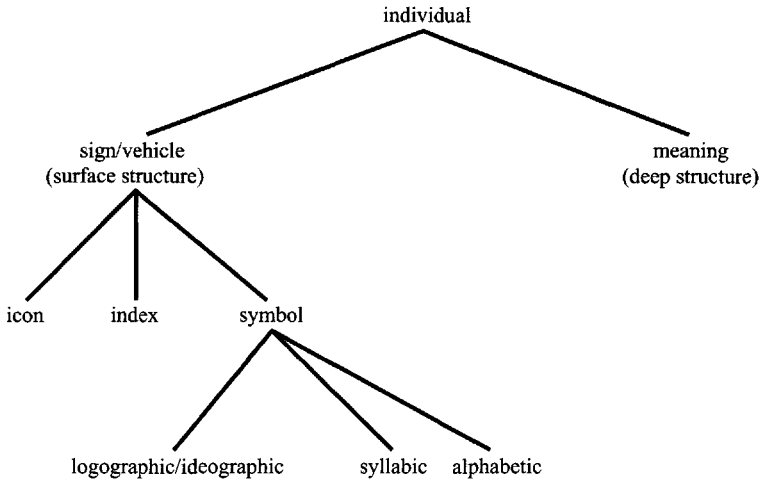 individual
sign/vehicle
(surface structure)
meaning
(deep structure)
icon
index
symbol
logographic/ideographic
syllabic
alphabetic